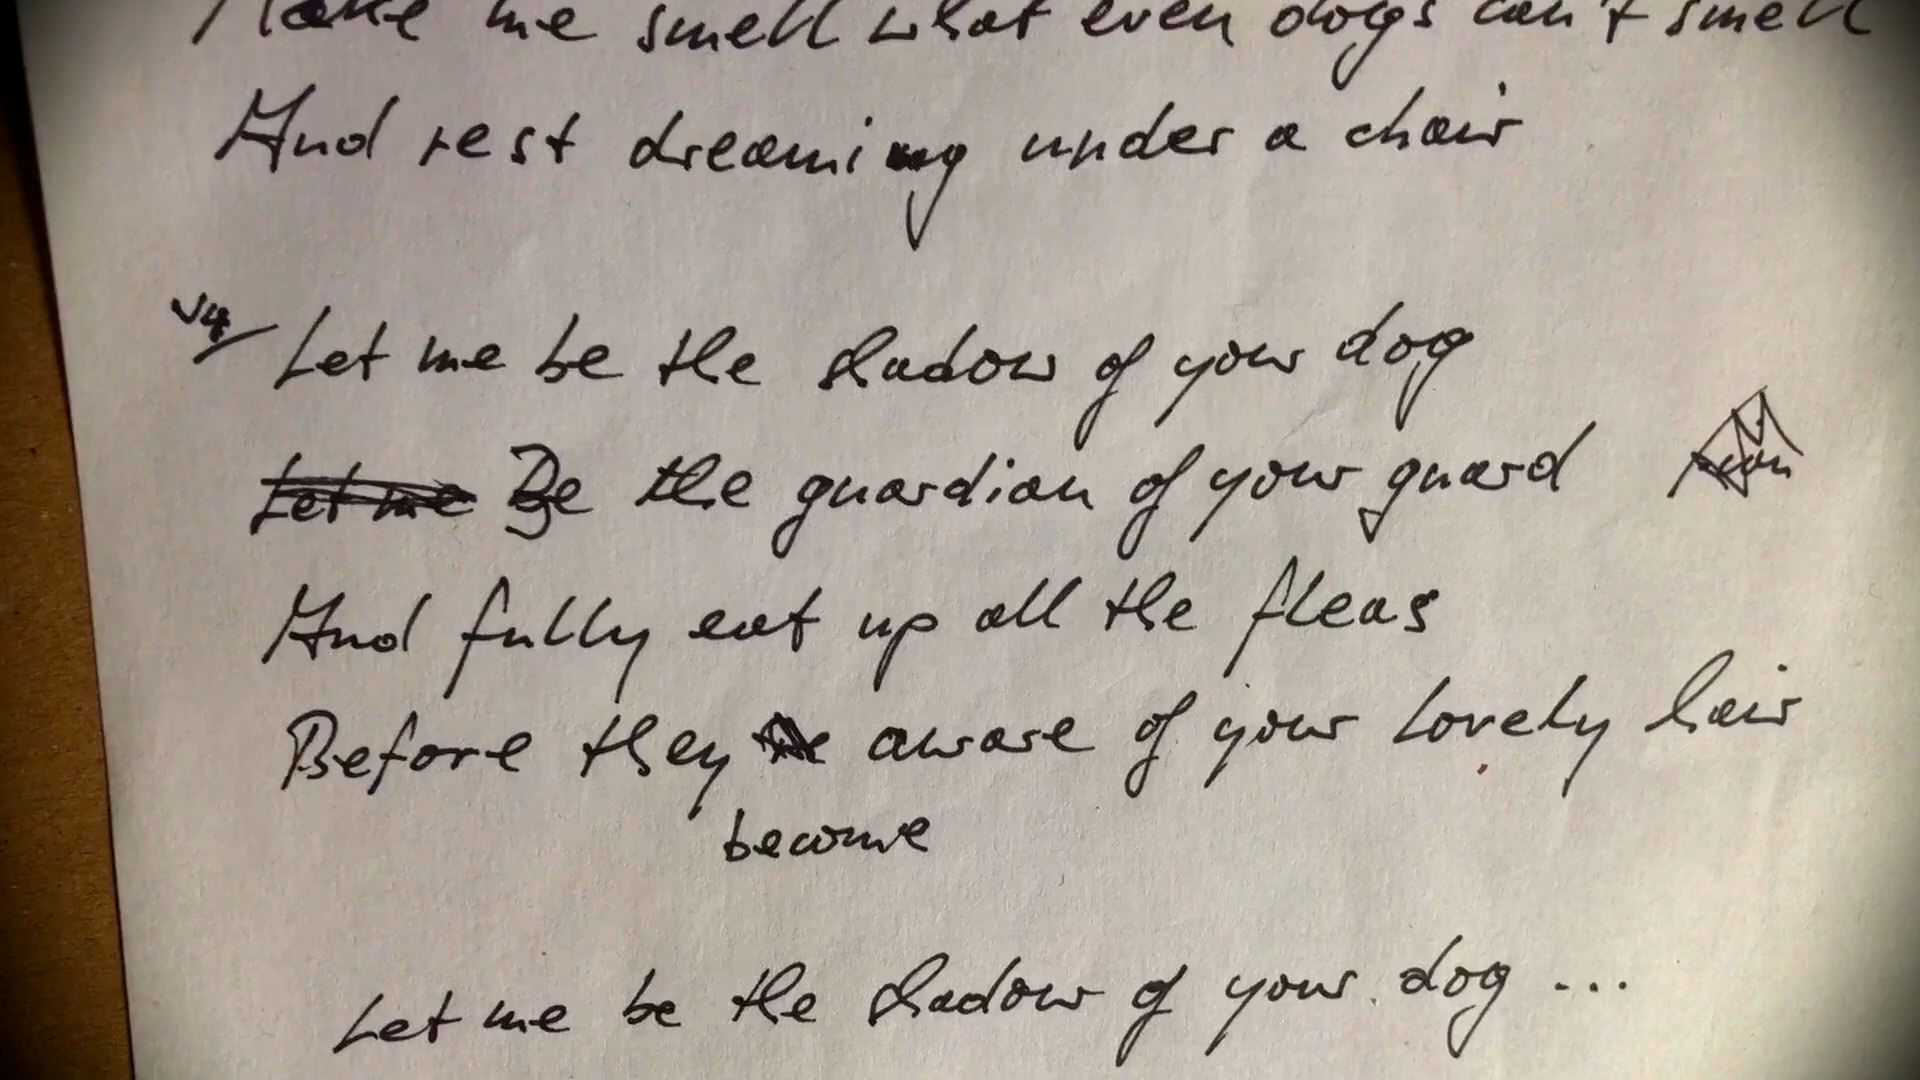 Make me smell what even dogs can't smell
And rest dreaming under a chair
V4/ Let me be the shadow of your dog
Let me Be the guardian of your guard
And fully eat up all the fleas
Before they aware of your lovely hair
become
Let me be the shadow of your dog ...